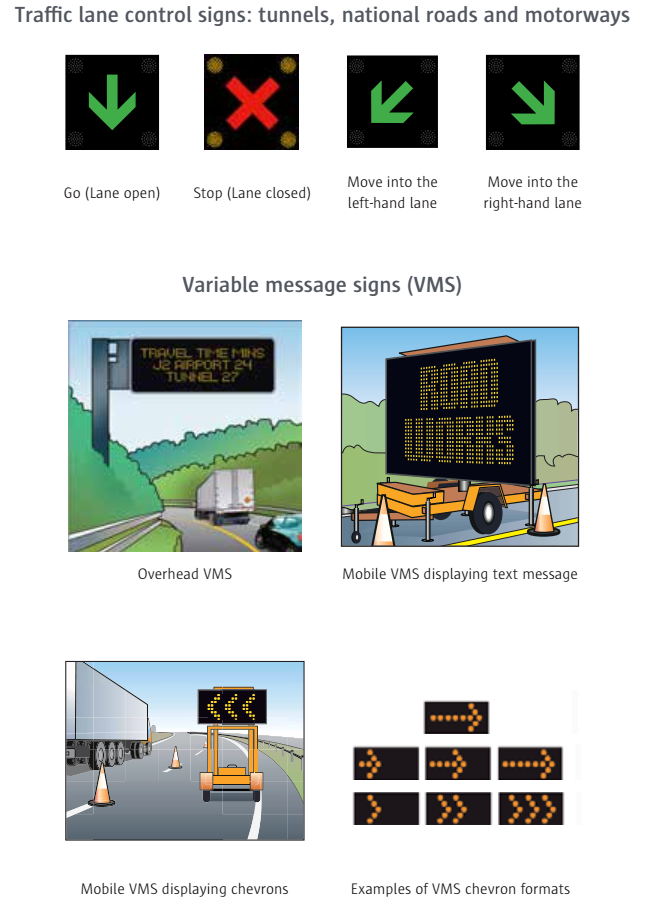 Traffic lane control signs: tunnels, national roads and motorways
Go (Lane open)
Stop (Lane closed)
Move into the
left-hand lane
Move into the
right-hand lane
Variable message signs (VMS)
TRAVEL TIME MINS
J2 AIRPORT 24
TUNNEL 27
ROAD
WORKS
Overhead VMS
Mobile VMS displaying text message
Mobile VMS displaying chevrons
Examples of VMS chevron formats